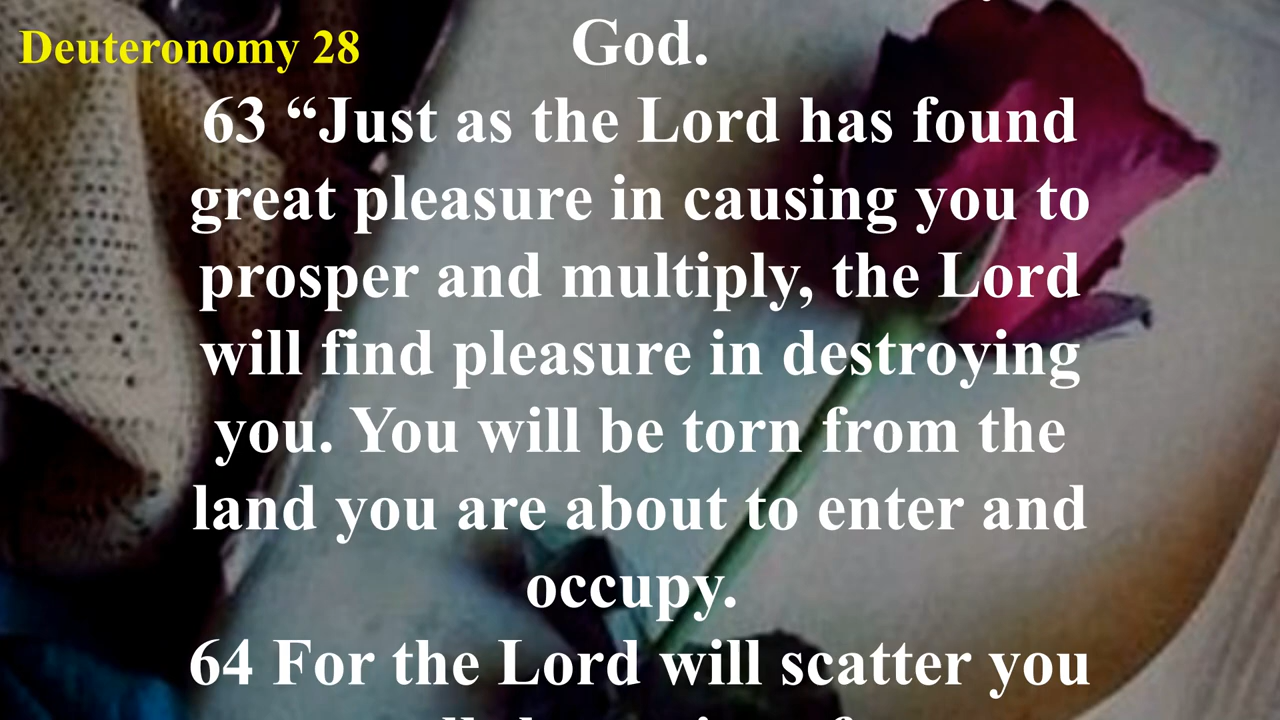 Deuteronomy 28
God.
63 “Just as the Lord has found
great pleasure in causing you to
prosper and multiply, the Lord
will find pleasure in destroying
you. You will be torn from the
land you are about to enter and
occupy.
64 For the Lord will scatter you